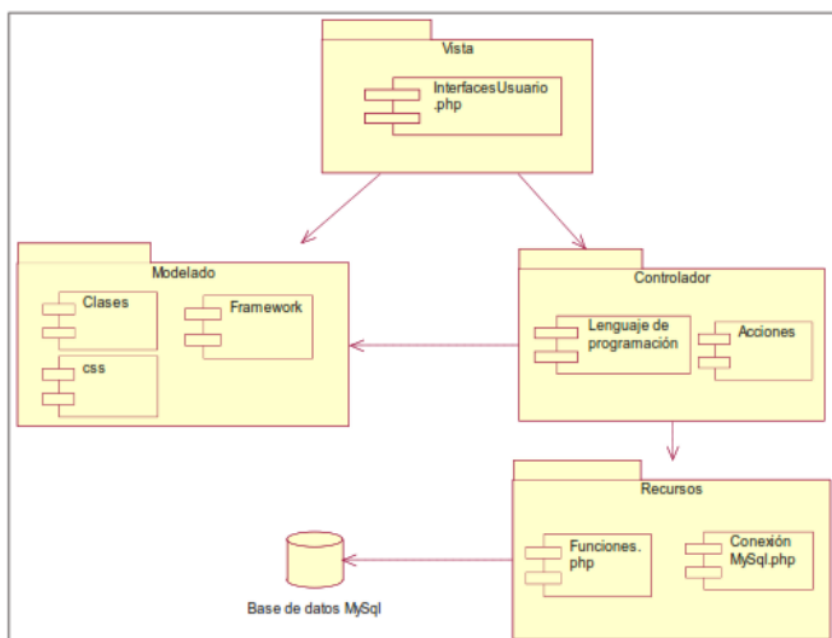 Vista
InterfacesUsuario
.php
Modelado
Clases
Framework
css
Controlador
Lenguaje de
programación
Acciones
Recursos
Funciones.
php
Conexión
MySql.php
Base de datos MySql